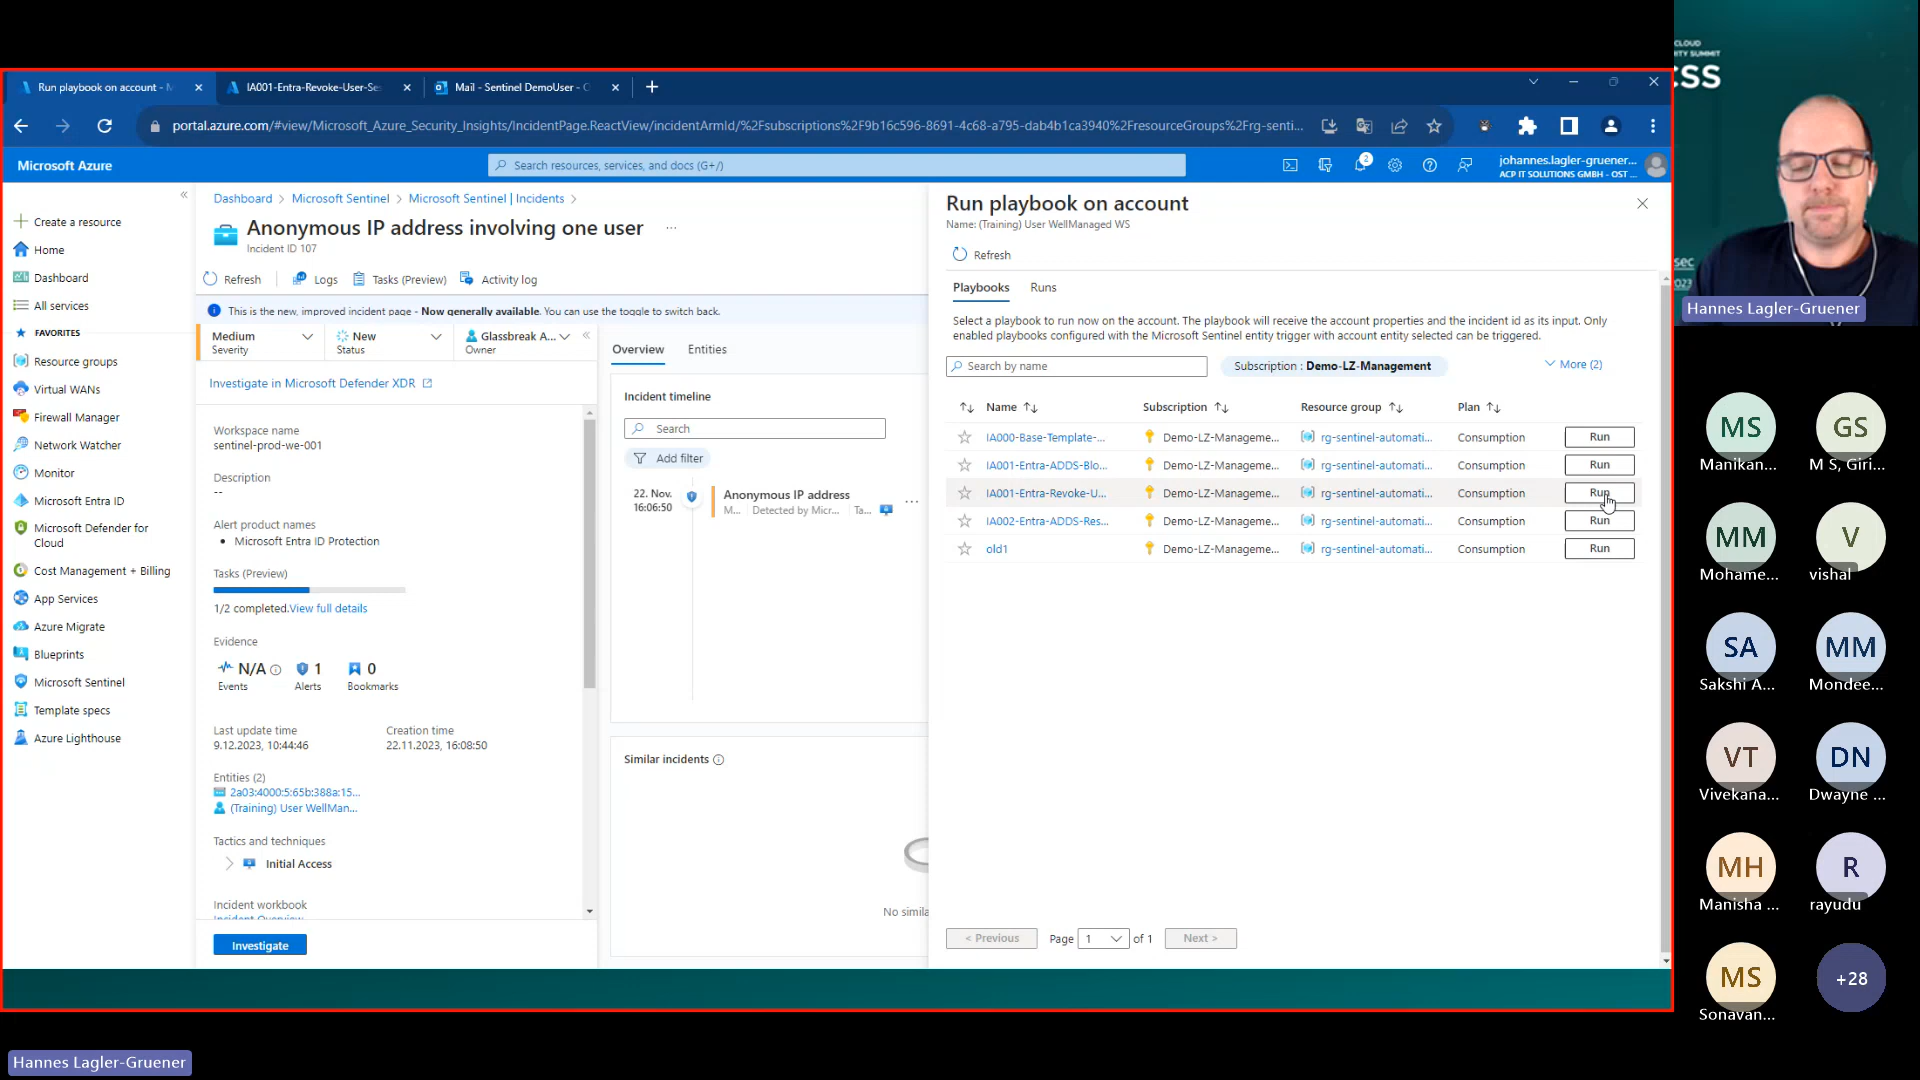 Run playbook on account - M
IA001-Entra-Revoke-User-Se
Mail - Sentinel DemoUser - O
portal.azure.com/#view/Microsoft_Azure_Security_Insights/IncidentPage.ReactView/incidentArmId/%2Fsubscriptions%2F9b16c596-8691-4c68-a795-dab4b1ca3940%2FresourceGroups%2Frg-senti...
Microsoft Azure
Search resources, services, and docs (G+/)
2
johannes.lagler-gruener...
ACP IT SOLUTIONS GMBH - OST ...
Create a resource
Home
Dashboard
All services
FAVORITES
Resource groups
Virtual WANs
Firewall Manager
Network Watcher
Monitor
Microsoft Entra ID
Microsoft Defender for
Cloud
Cost Management + Billing
App Services
Azure Migrate
Blueprints
Microsoft Sentinel
Template specs
Azure Lighthouse
Dashboard > Microsoft Sentinel > Microsoft Sentinel | Incidents >
Anonymous IP address involving one user ...
Incident ID 107
Refresh
Logs
Tasks (Preview)
Activity log
This is the new, improved incident page - Now generally available. You can use the toggle to switch back.
Medium
Severity
New
Status
Glassbreak A...
Owner
Investigate in Microsoft Defender XDR
Workspace name
sentinel-prod-we-001
Description
--
Alert product names
• Microsoft Entra ID Protection
Tasks (Preview)
1/2 completed.View full details
Evidence
N/A
Events
1
Alerts
0
Bookmarks
Last update time
9.12.2023, 10:44:46
Creation time
22.11.2023, 16:08:50
Entities (2)
2a03:4000:5:65b:388a:15...
(Training) User WellMan...
Tactics and techniques
Initial Access
Incident workbook
Incident Overview
Investigate
Overview
Entities
Incident timeline
Search
Add filter
22. Nov.
16:06:50
Anonymous IP address
M... Detected by Micr... Ta...
...
Similar incidents
No simila
Run playbook on account
Name: (Training) User WellManaged WS
Refresh
Playbooks
Runs
Select a playbook to run now on the account. The playbook will receive the account properties and the incident id as its input. Only
enabled playbooks configured with the Microsoft Sentinel entity trigger with account entity selected can be triggered.
Search by name
Subscription : Demo-LZ-Management
More (2)
Name Subscription Resource group Plan
IA000-Base-Template-... Demo-LZ-Manageme... rg-sentinel-automati... Consumption Run
IA001-Entra-ADDS-Blo... Demo-LZ-Manageme... rg-sentinel-automati... Consumption Run
IA001-Entra-Revoke-U... Demo-LZ-Manageme... rg-sentinel-automati... Consumption Run
IA002-Entra-ADDS-Res... Demo-LZ-Manageme... rg-sentinel-automati... Consumption Run
old1 Demo-LZ-Manageme... rg-sentinel-automati... Consumption Run
< Previous
Page 1 of 1
Next >
CLOUD
ITY SUMMIT
CSS
sec
2023
Hannes Lagler-Gruener
MS
Manikan...
GS
M S, Giri...
MM
Mohame...
V
vishal
SA
Sakshi A...
MM
Mondee...
VT
Vivekana...
DN
Dwayne ...
MH
Manisha ...
R
rayudu
MS
Sonavan...
+28
Hannes Lagler-Gruener